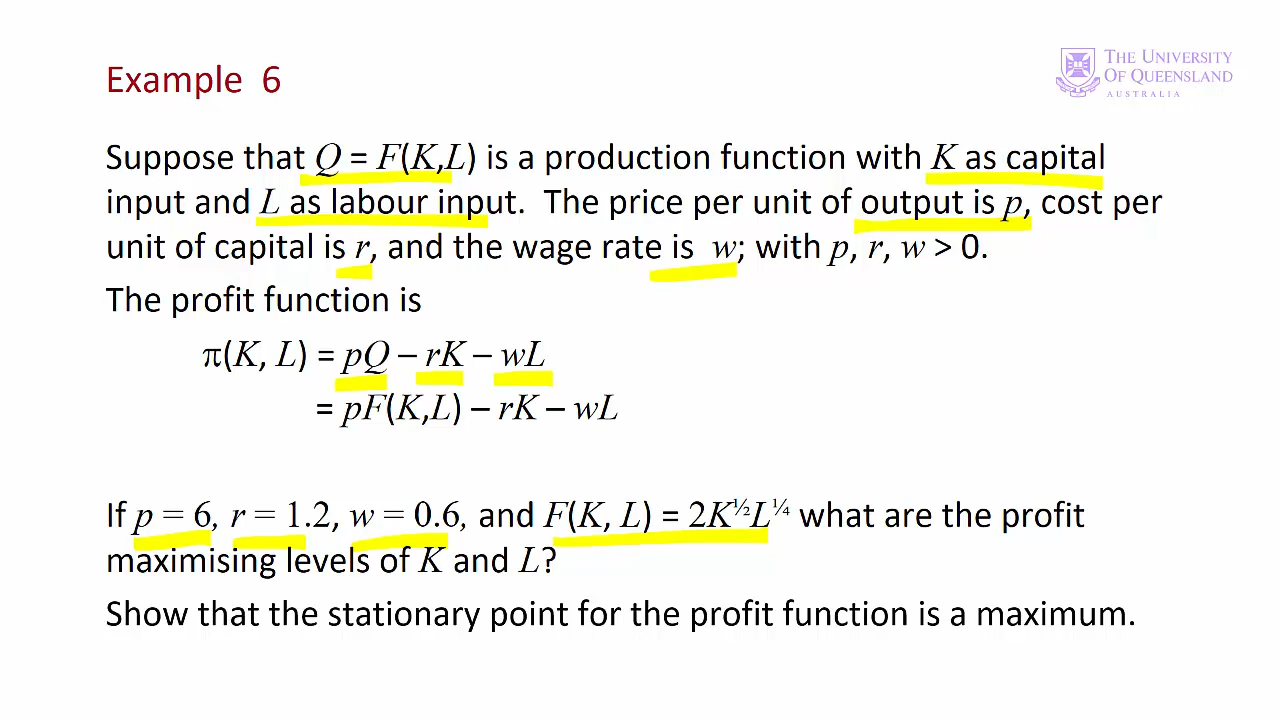 Example 6
THE UNIVERSITY
OF QUEENSLAND
AUSTRALIA
Suppose that Q = F(K,L) is a production function with K as capital
input and L as labour input. The price per unit of output is p, cost per
unit of capital is r, and the wage rate is w; with p, r, w > 0.
The profit function is
π(K, L) = pQ – rK – wL
= pF(K,L) – rK – wL
If p = 6, r = 1.2, w = 0.6, and F(K, L) = 2K^½L^¼ what are the profit
maximising levels of K and L?
Show that the stationary point for the profit function is a maximum.